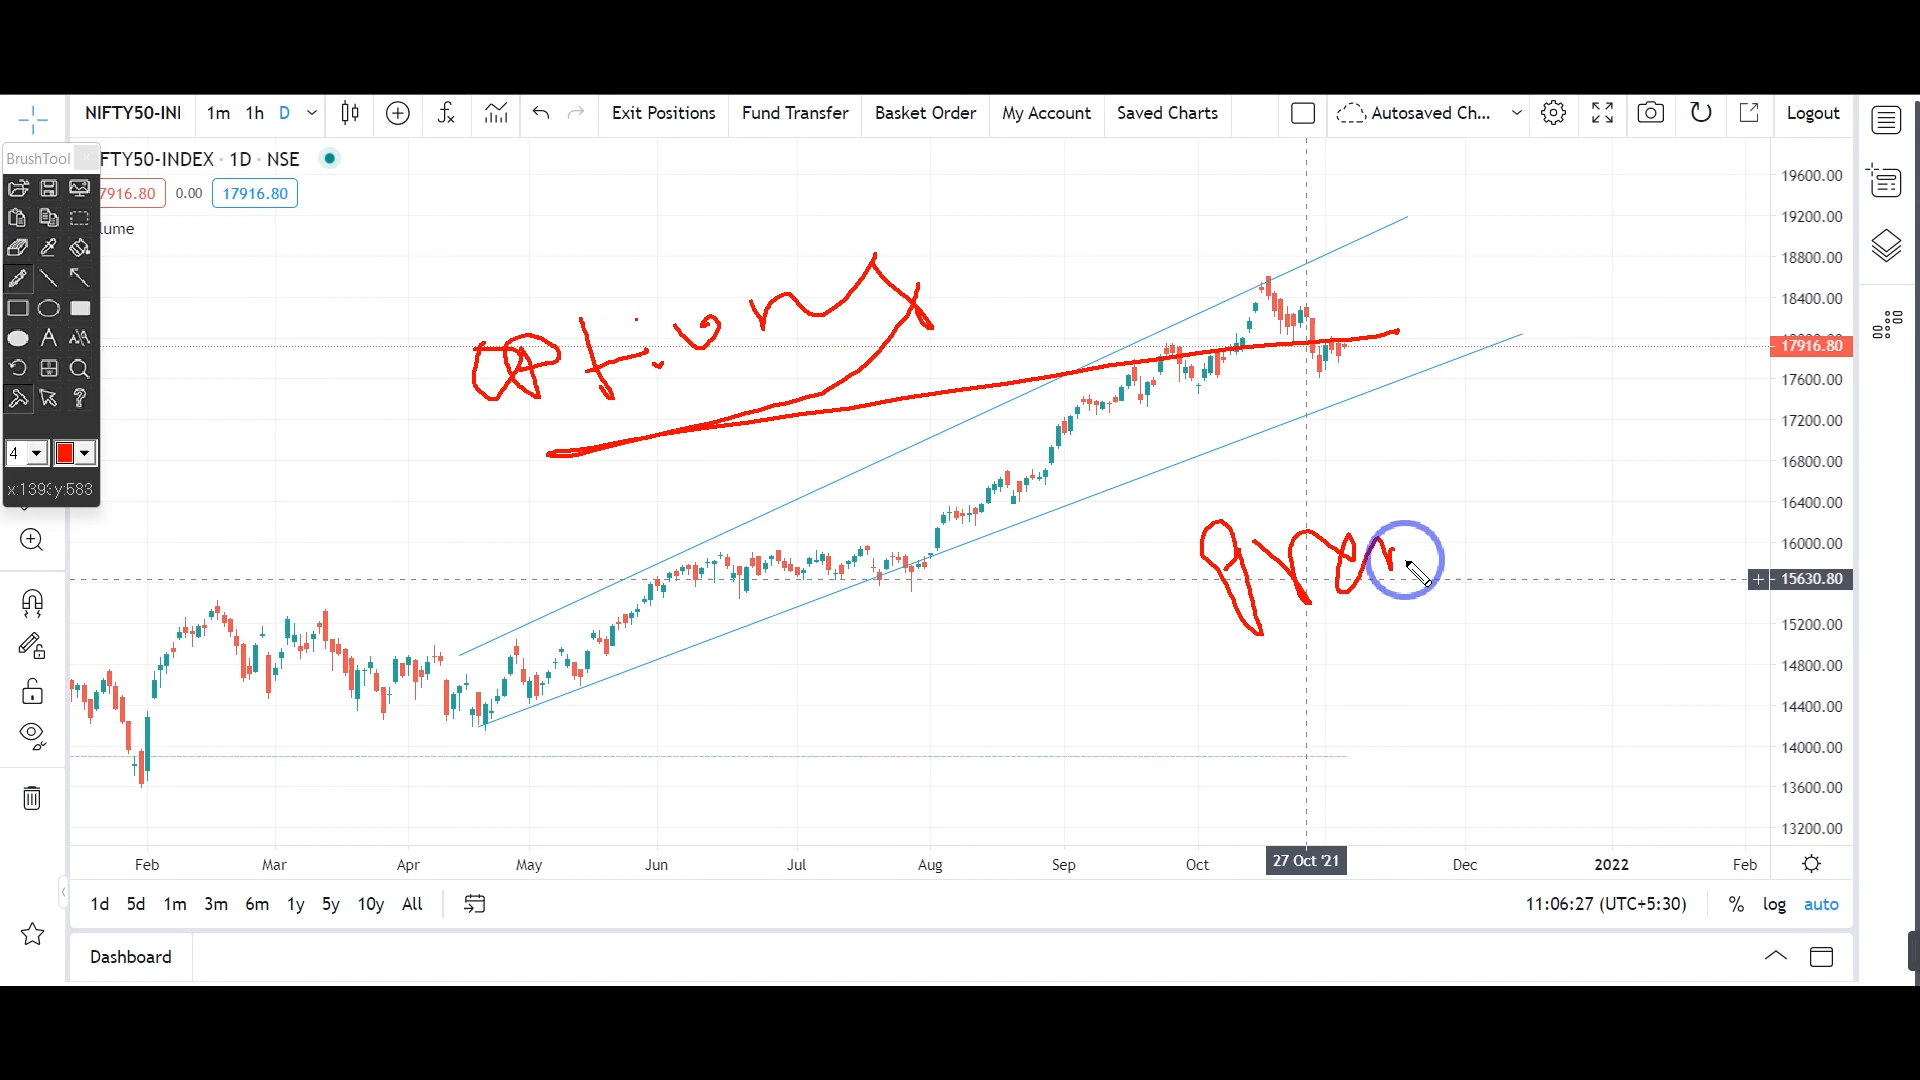 NIFTY50-INI 1m 1h D Exit Positions Fund Transfer Basket Order My Account Saved Charts Autosaved Ch... Logout
BrushTool FTY50-INDEX · 1D · NSE
7916.80 0.00 17916.80
lume
19600.00
19200.00
18800.00
18400.00
options
17916.80
17600.00
17200.00
4
16800.00
x:139 y:583
16400.00
16000.00
15630.80
15200.00
14800.00
14400.00
14000.00
13600.00
13200.00
Feb Mar Apr May Jun Jul Aug Sep Oct 27 Oct '21 Dec 2022 Feb
1d 5d 1m 3m 6m 1y 5y 10y All 11:06:27 (UTC+5:30) % log auto
Dashboard